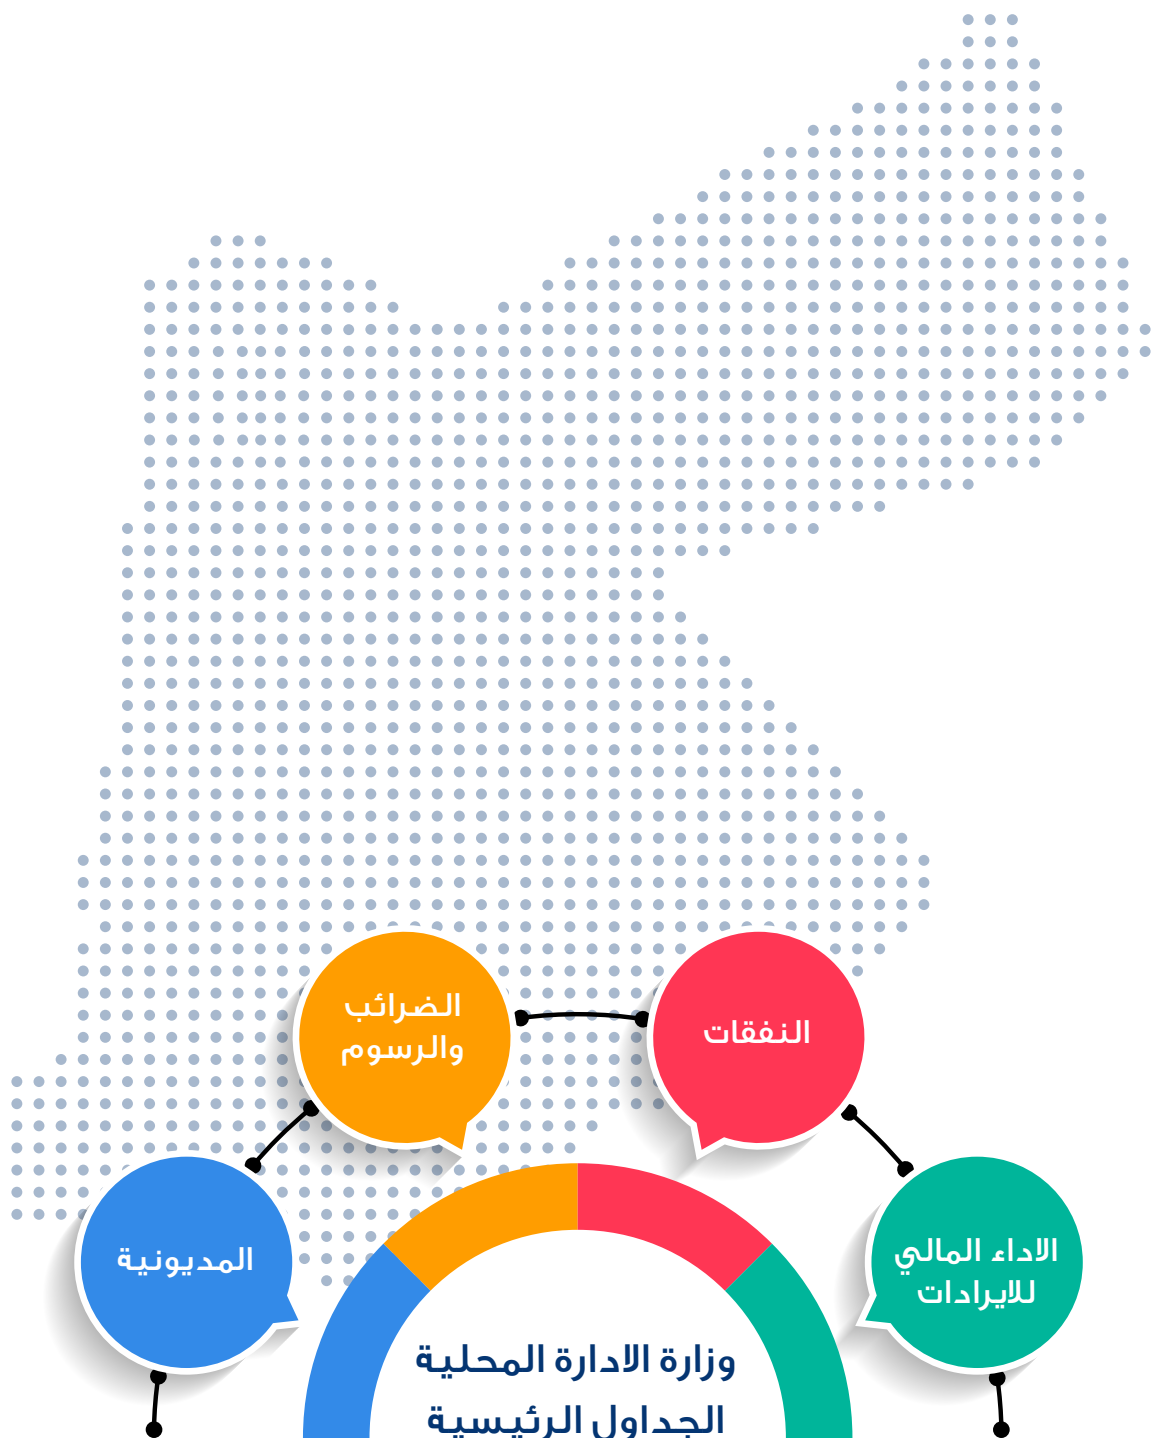 النفقات
الضرائب
والرسوم
الاداء المالي
للايرادات
المديونية
وزارة الادارة المحلية
الجداول الرئيسية